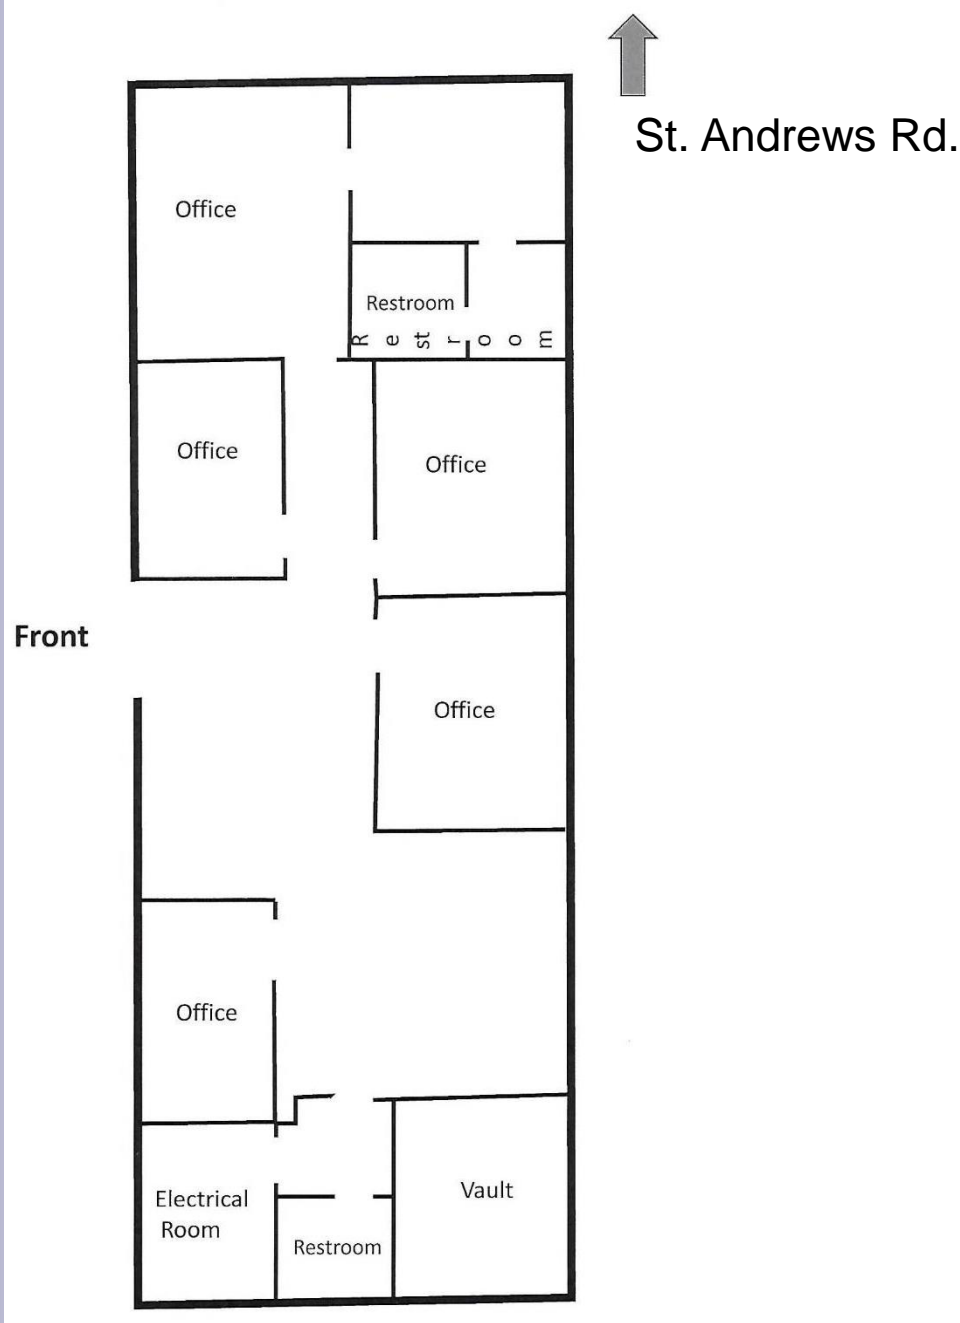 St. Andrews Rd.
Office
Restroom
Restroom
Office
Office
Front
Office
Office
Electrical
Room
Vault
Restroom